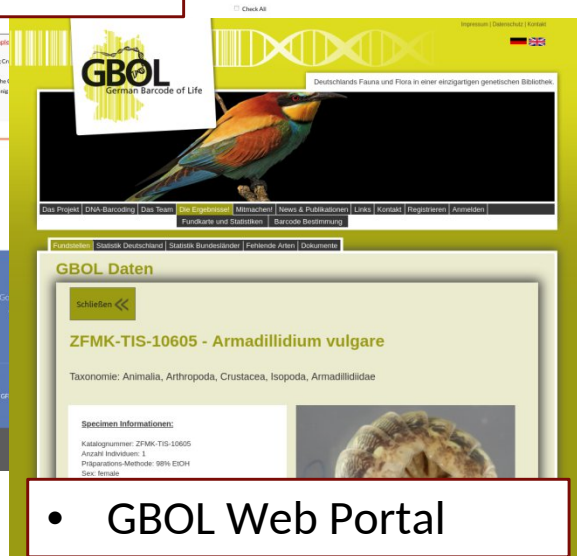 Check All
Impressum | Datenschutz | Kontakt
GBOL
German Barcode of Life
Deutschlands Fauna und Flora in einer einzigartigen genetischen Bibliothek.
Das Projekt DNA-Barcoding Das Team Die Ergebnisse! Mitmachen! News & Publikationen Links Kontakt Registrieren Anmelden
Fundkarte und Statistiken Barcode Bestimmung
Fundstellen Statistik Deutschland Statistik Bundesländer Fehlende Arten Dokumente
GBOL Daten
Schließen
ZFMK-TIS-10605 - Armadillidium vulgare
Taxonomie: Animalia, Arthropoda, Crustacea, Isopoda, Armadillidiidae
Specimen Informationen:
Katalognummer: ZFMK-TIS-10605
Anzahl Individuen: 1
Präparations-Methode: 98% EtOH
Sex: female
• GBOL Web Portal